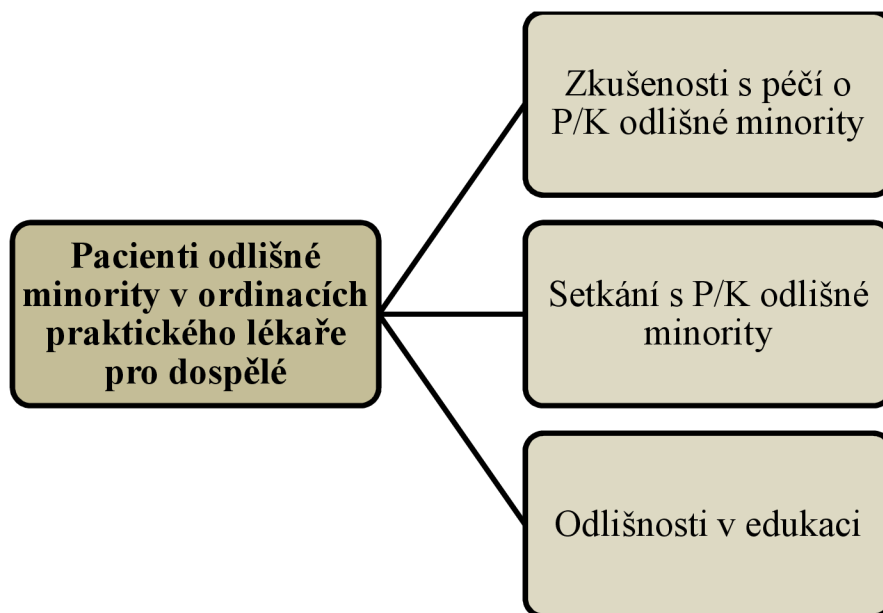 Zkušenosti s péčí o
P/K odlišné minority
Pacienti odlišné
minority v ordinacích
praktického lékaře
pro dospělé
Setkání s P/K odlišné
minority
Odlišnosti v edukaci